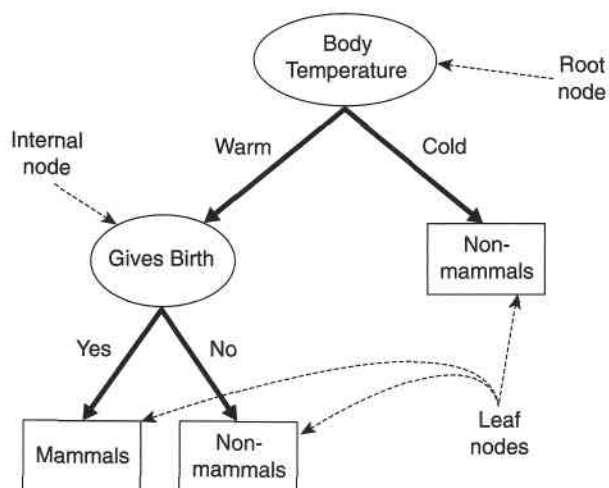 Body
Temperature
Root
node
Internal
node
Warm
Cold
Gives Birth
Non-
mammals
Yes
No
Mammals
Non-
mammals
Leaf
nodes